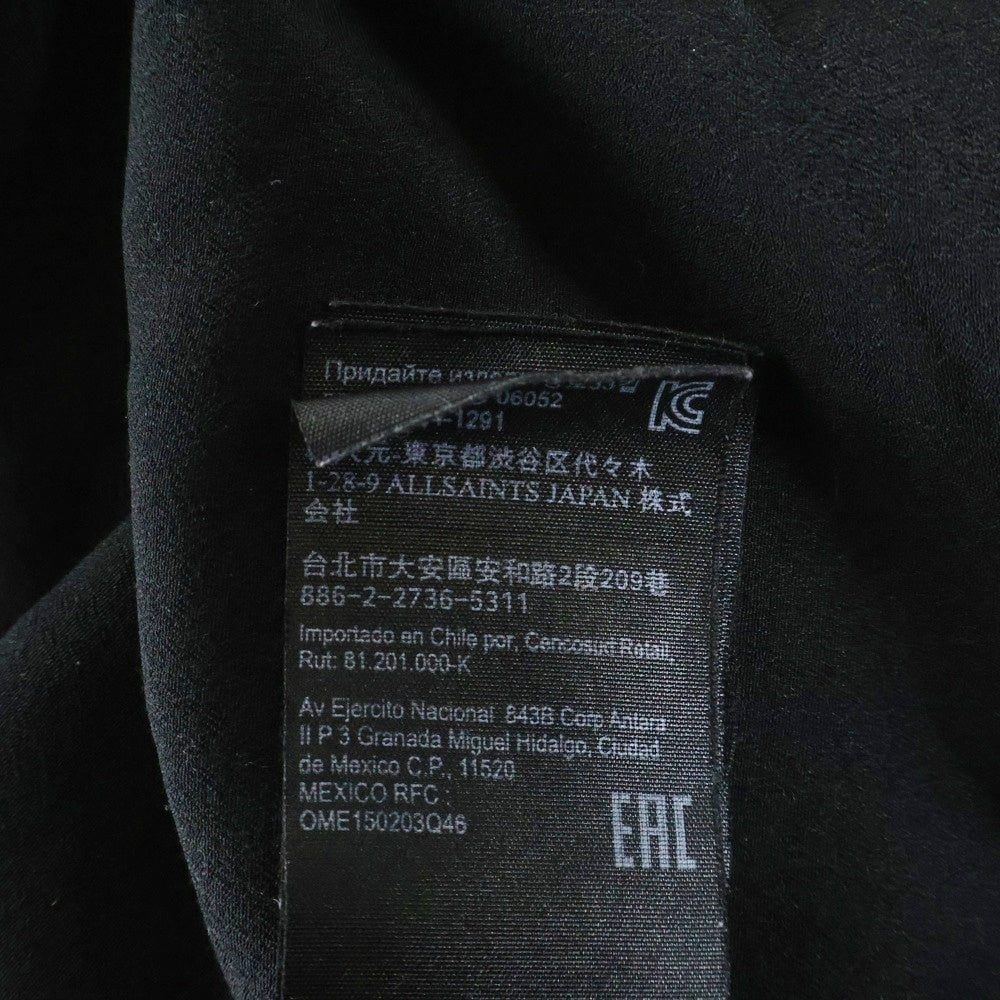 Придайте
06052
-1291
元-東京都渋谷区代々木
1-28-9 ALLSAINTS JAPAN 株式
会社
台北市大安區安和路2段209巷
886-2-2736-5311
Importado en Chile por, Cencosud Retail,
Rut: 81.201.000-K
Av Ejercito Nacional 843B Corp Antara
II P 3 Granada Miguel Hidalgo, Ciudad
de Mexico C.P., 11520
MEXICO RFC :
OME150203Q46
EAC